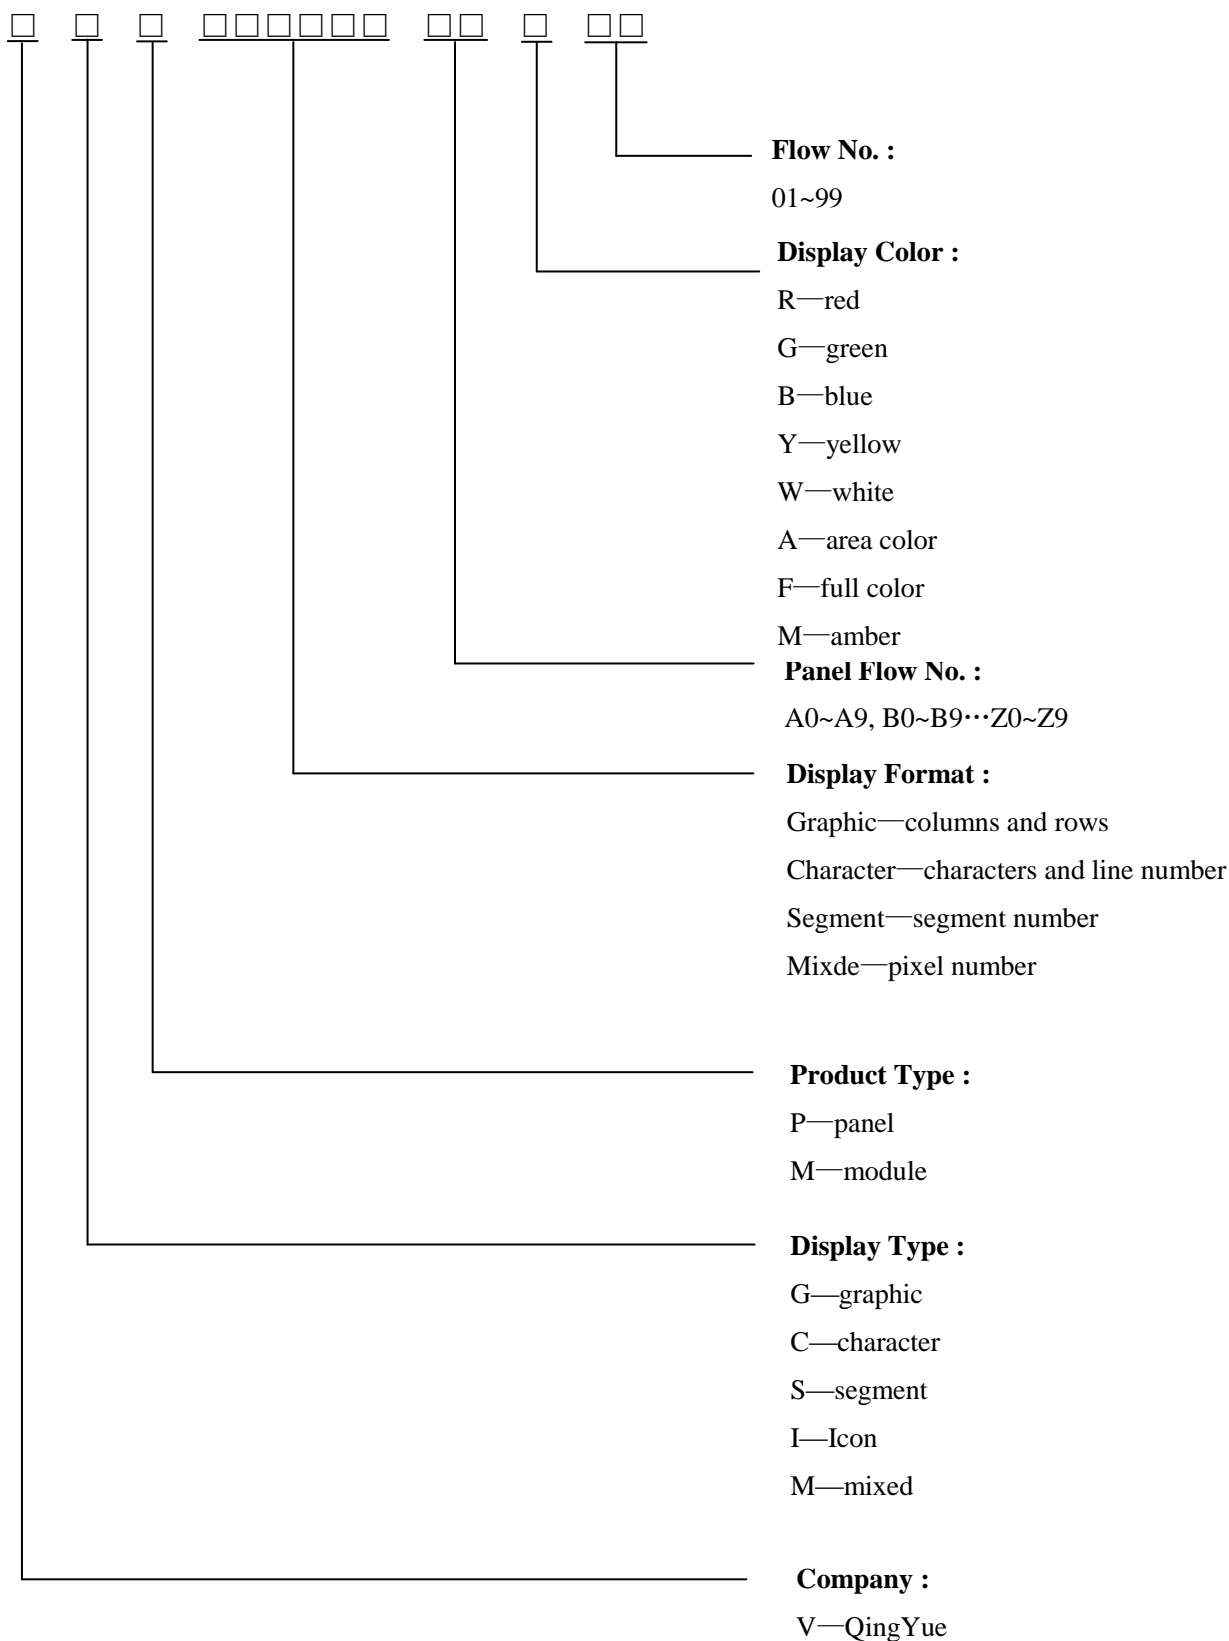 □ □ □ □□□□□□ □□ □ □□
Flow No. :
01~99
Display Color :
R—red
G—green
B—blue
Y—yellow
W—white
A—area color
F—full color
M—amber
Panel Flow No. :
A0~A9, B0~B9⋯Z0~Z9
Display Format :
Graphic—columns and rows
Character—characters and line number
Segment—segment number
Mixde—pixel number
Product Type :
P—panel
M—module
Display Type :
G—graphic
C—character
S—segment
I—Icon
M—mixed
Company :
V—QingYue